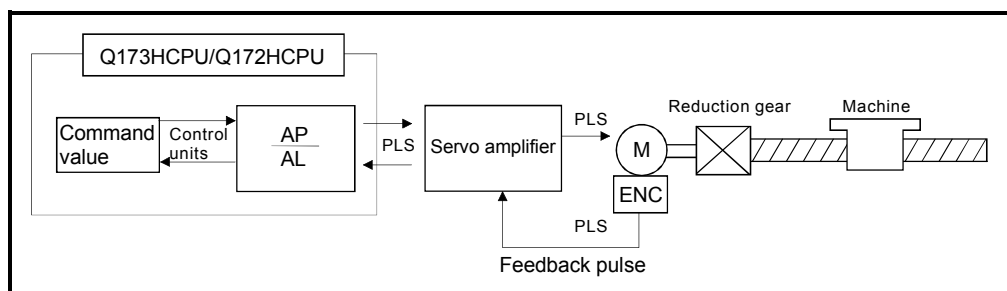 Q173HCPU/Q172HCPU
Command
value
Control
units
AP
AL
PLS
Servo amplifier
PLS
M
ENC
Reduction gear
Machine
PLS
Feedback pulse